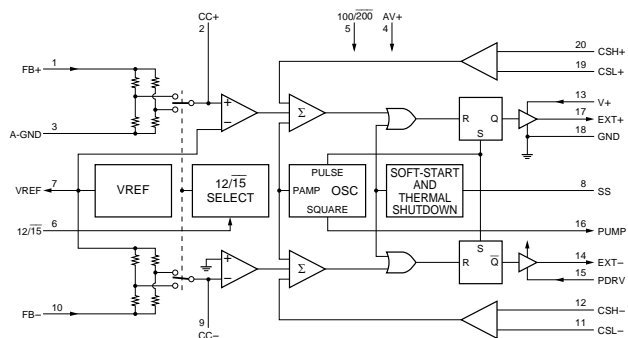 CC+
2
100/200
5
AV+
4
20
CSH+
19
CSL+
FB+
1
13
V+
17
EXT+
18
GND
+
−
Σ
R
Q
S
A-GND
3
VREF
7
VREF
12/15
SELECT
PULSE
PAMP
OSC
SQUARE
SOFT-START
AND
THERMAL
SHUTDOWN
8
SS
6
12/15
16
PUMP
+
−
Σ
S
R
Q
14
EXT−
15
PDRV
FB−
10
9
CC−
12
CSH−
11
CSL−